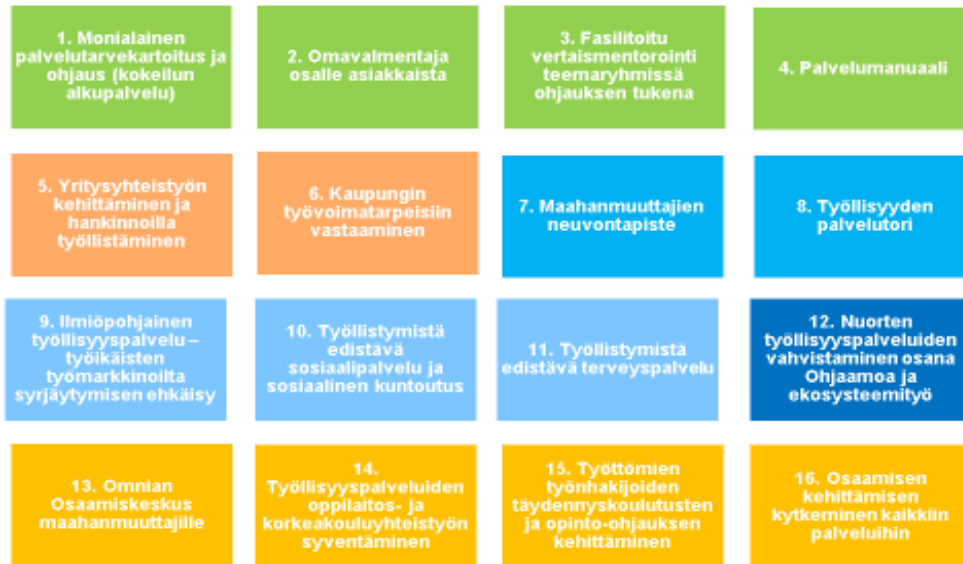 1. Monialainen
palvelutarvekartoitus ja
ohjaus (kokeilun
alkupalvelu)
2. Omavalmentaja
osalle asiakkaista
3. Fasilitoitu
vertaismentorointi
teemaryhmissä
ohjauksen tukena
4. Palvelumanuaali
5. Yritysyhteistyön
kehittäminen ja
hankinnoilla
työllistäminen
6. Kaupungin
työvoimatarpeisiin
vastaaminen
7. Maahanmuuttajien
neuvontapiste
8. Työllisyyden
palvelutori
9. Ilmiöpohjainen
työllisyyspalvelu –
työikäisten
työmarkkinoilta
syrjäytymisen ehkäisy
10. Työllistymistä
edistävä
sosiaalipalvelu ja
sosiaalinen kuntoutus
11. Työllistymistä
edistävä terveyspalvelu
12. Nuorten
työllisyyspalveluiden
vahvistaminen osana
Ohjaamoa ja
ekosysteemityö
13. Omnian
Osaamiskeskus
maahanmuuttajille
14.
Työllisyyspalveluiden
oppilaitos- ja
korkeakouluyhteistyön
syventäminen
15. Työttömien
työnhakijoiden
täydennyskoulutusten
ja opinto-ohjauksen
kehittäminen
16. Osaamisen
kehittämisen
kytkeminen kaikkiin
palveluihin